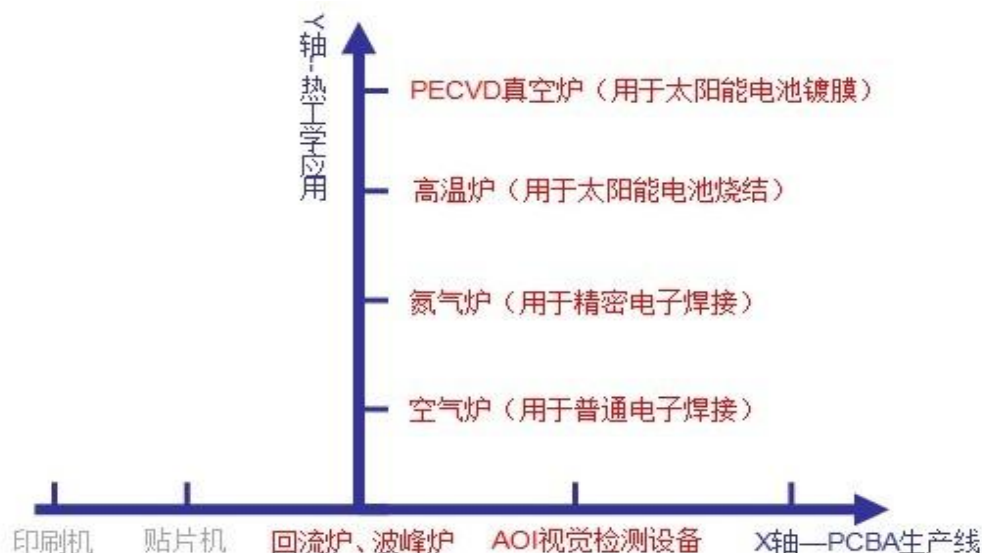 Y轴-热工学应用
PECVD真空炉（用于太阳能电池镀膜）
高温炉（用于太阳能电池烧结）
氮气炉（用于精密电子焊接）
空气炉（用于普通电子焊接）
印刷机
贴片机
回流炉、波峰炉
AOI视觉检测设备
X轴—PCBA生产线